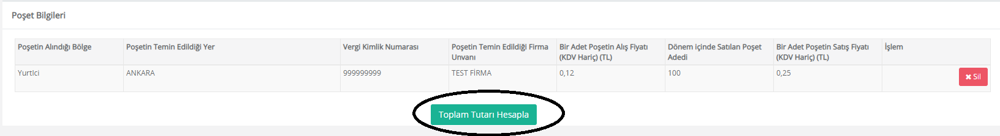 Poşet Bilgileri
Poşetin Alındığı Bölge Poşetin Temin Edildiği Yer Vergi Kimlik Numarası Poşetin Temin Edildiği Firma Unvanı Bir Adet Poşetin Alış Fiyatı (KDV Hariç) (TL) Dönem içinde Satılan Poşet Adedi Bir Adet Poşetin Satış Fiyatı (KDV Hariç) (TL) İşlem
YurtIci ANKARA 999999999 TEST FİRMA 0,12 100 0,25 Sil
Toplam Tutarı Hesapla